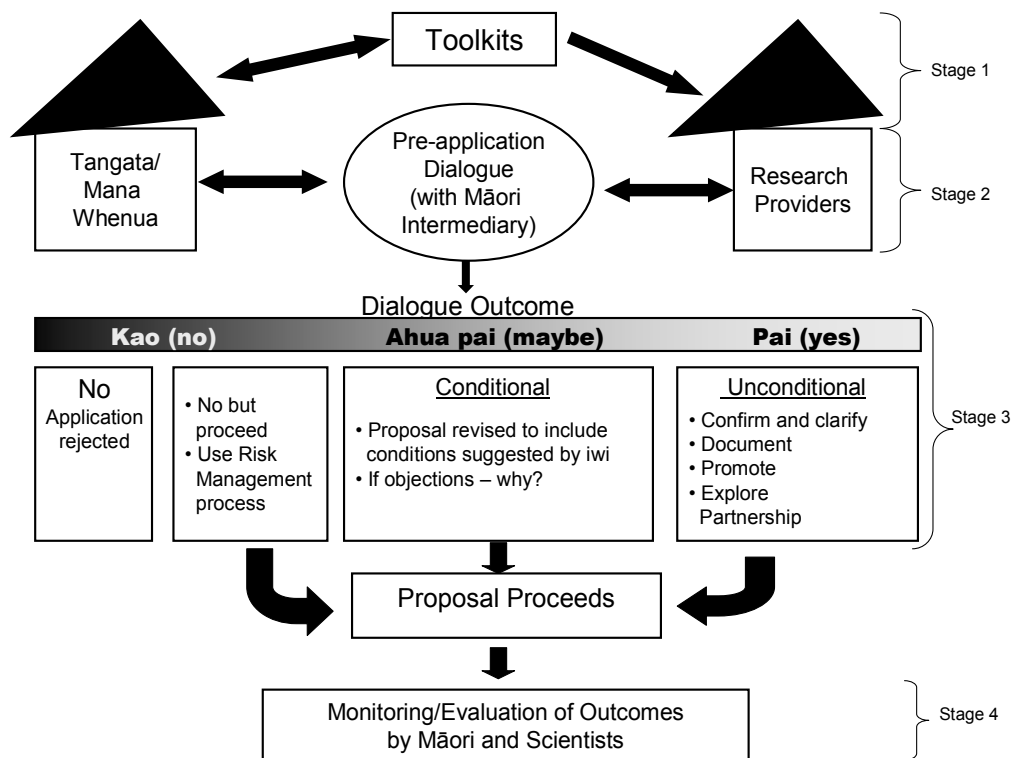 Toolkits
Stage 1
Tangata/
Mana
Whenua
Pre-application
Dialogue
(with Māori
Intermediary)
Research
Providers
Stage 2
Dialogue Outcome
Kao (no)
Ahua pai (maybe)
Pai (yes)
No
Application
rejected
• No but
proceed
• Use Risk
Management
process
Conditional
• Proposal revised to include
conditions suggested by iwi
• If objections – why?
Unconditional
• Confirm and clarify
• Document
• Promote
• Explore
Partnership
Stage 3
Proposal Proceeds
Monitoring/Evaluation of Outcomes
by Māori and Scientists
Stage 4